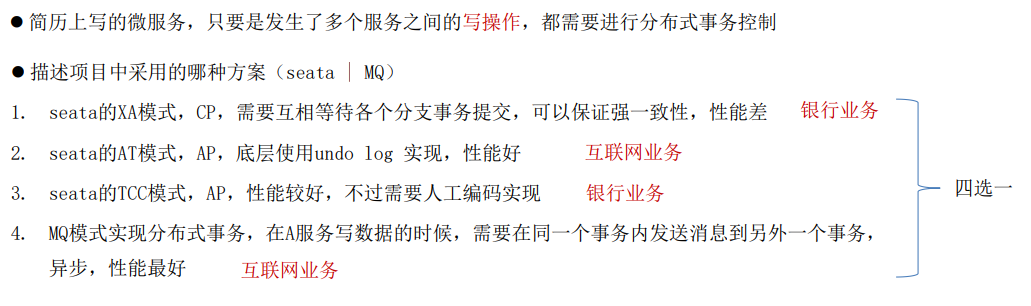 ● 简历上写的微服务，只要是发生了多个服务之间的写操作，都需要进行分布式事务控制
● 描述项目中采用的哪种方案（seata | MQ）
1. seata的XA模式，CP，需要互相等待各个分支事务提交，可以保证强一致性，性能差 银行业务
2. seata的AT模式，AP，底层使用undo log 实现，性能好 互联网业务
3. seata的TCC模式，AP，性能较好，不过需要人工编码实现 银行业务
四选一
4. MQ模式实现分布式事务，在A服务写数据的时候，需要在同一个事务内发送消息到另外一个事务，
异步，性能最好 互联网业务